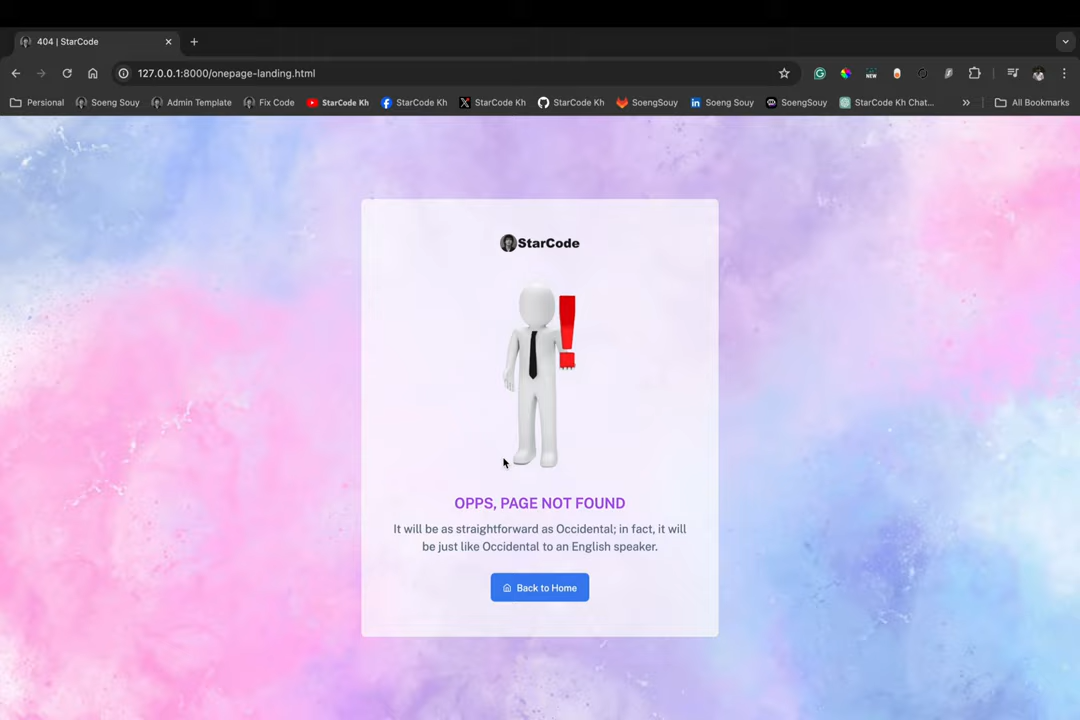 404 | StarCode
127.0.0.1:8000/onepage-landing.html
NEW
Persional
Soeng Souy
Admin Template
Fix Code
StarCode Kh
StarCode Kh
StarCode Kh
StarCode Kh
SoengSouy
Soeng Souy
SoengSouy
StarCode Kh Chat...
All Bookmarks
StarCode
OPPS, PAGE NOT FOUND
It will be as straightforward as Occidental; in fact, it will
be just like Occidental to an English speaker.
Back to Home